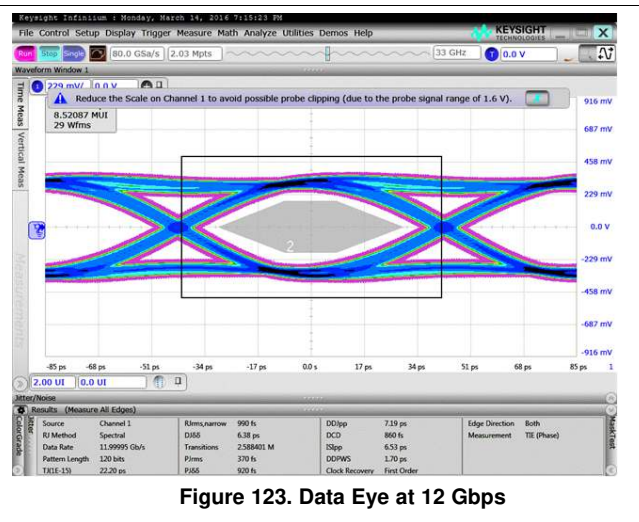 Keysight Infiniium : Monday, March 14, 2016 7:15:23 PM
File Control Setup Display Trigger Measure Math Analyze Utilities Demos Help
KEYSIGHT
TECHNOLOGIES
X
Run Stop Single 80.0 GSa/s 2.03 Mpts 33 GHz T 0.0 V
Waveform Window 1
1 229 mV/ 0.0 V
Reduce the Scale on Channel 1 to avoid possible probe clipping (due to the probe signal range of 1.6 V).
8.52087 MUI
29 Wfms
Time Meas
Vertical Meas
Measurements
916 mV
687 mV
458 mV
229 mV
0.0 V
-229 mV
-458 mV
-687 mV
-916 mV
2
-85 ps -68 ps -51 ps -34 ps -17 ps 0.0 s 17 ps 34 ps 51 ps 68 ps 85 ps 1
2.00 UI 0.0 UI
Jitter/Noise
Results (Measure All Edges)
ColorGrade
Jitter
MaskTest
Source Channel 1 RJrms,narrow 990 fs DDJpp 7.19 ps Edge Direction Both
RJ Method Spectral DJδδ 6.38 ps DCD 860 fs Measurement TIE (Phase)
Data Rate 11.99995 Gb/s Transitions 2.588401 M ISIpp 6.53 ps
Pattern Length 120 bits PJrms 370 fs DDPWS 1.70 ps
TJ(1E-15) 22.20 ps PJδδ 920 fs Clock Recovery First Order
Figure 123. Data Eye at 12 Gbps